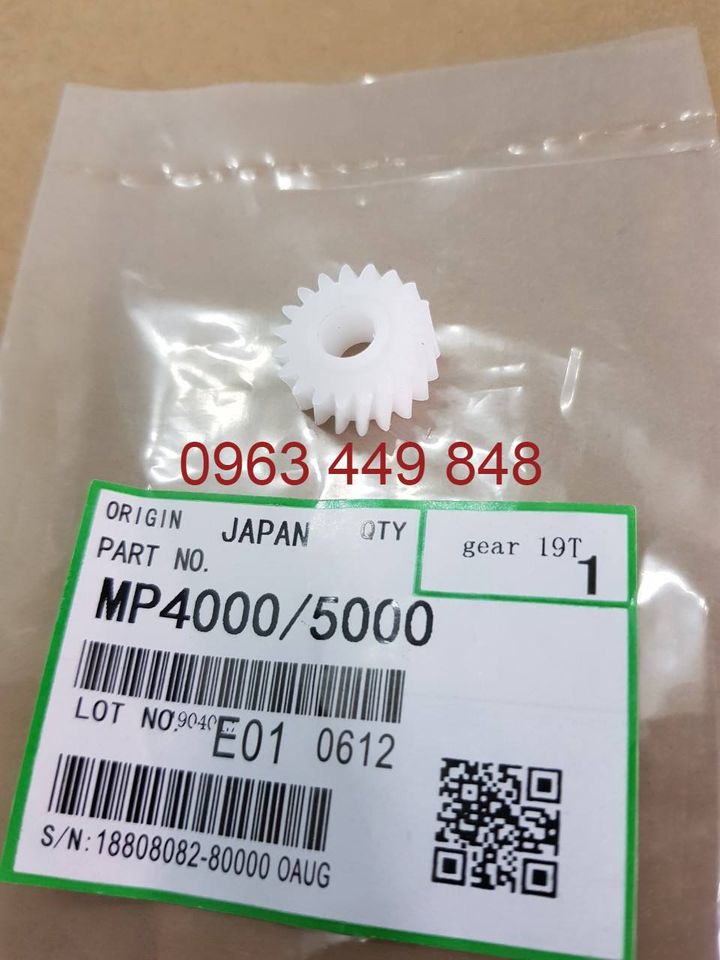 0963 449 848
ORIGIN JAPAN QTY
gear 19T
1
PART NO.
MP4000/5000
LOT NO.
E01 0612
S/N:18808082-80000 OAUG